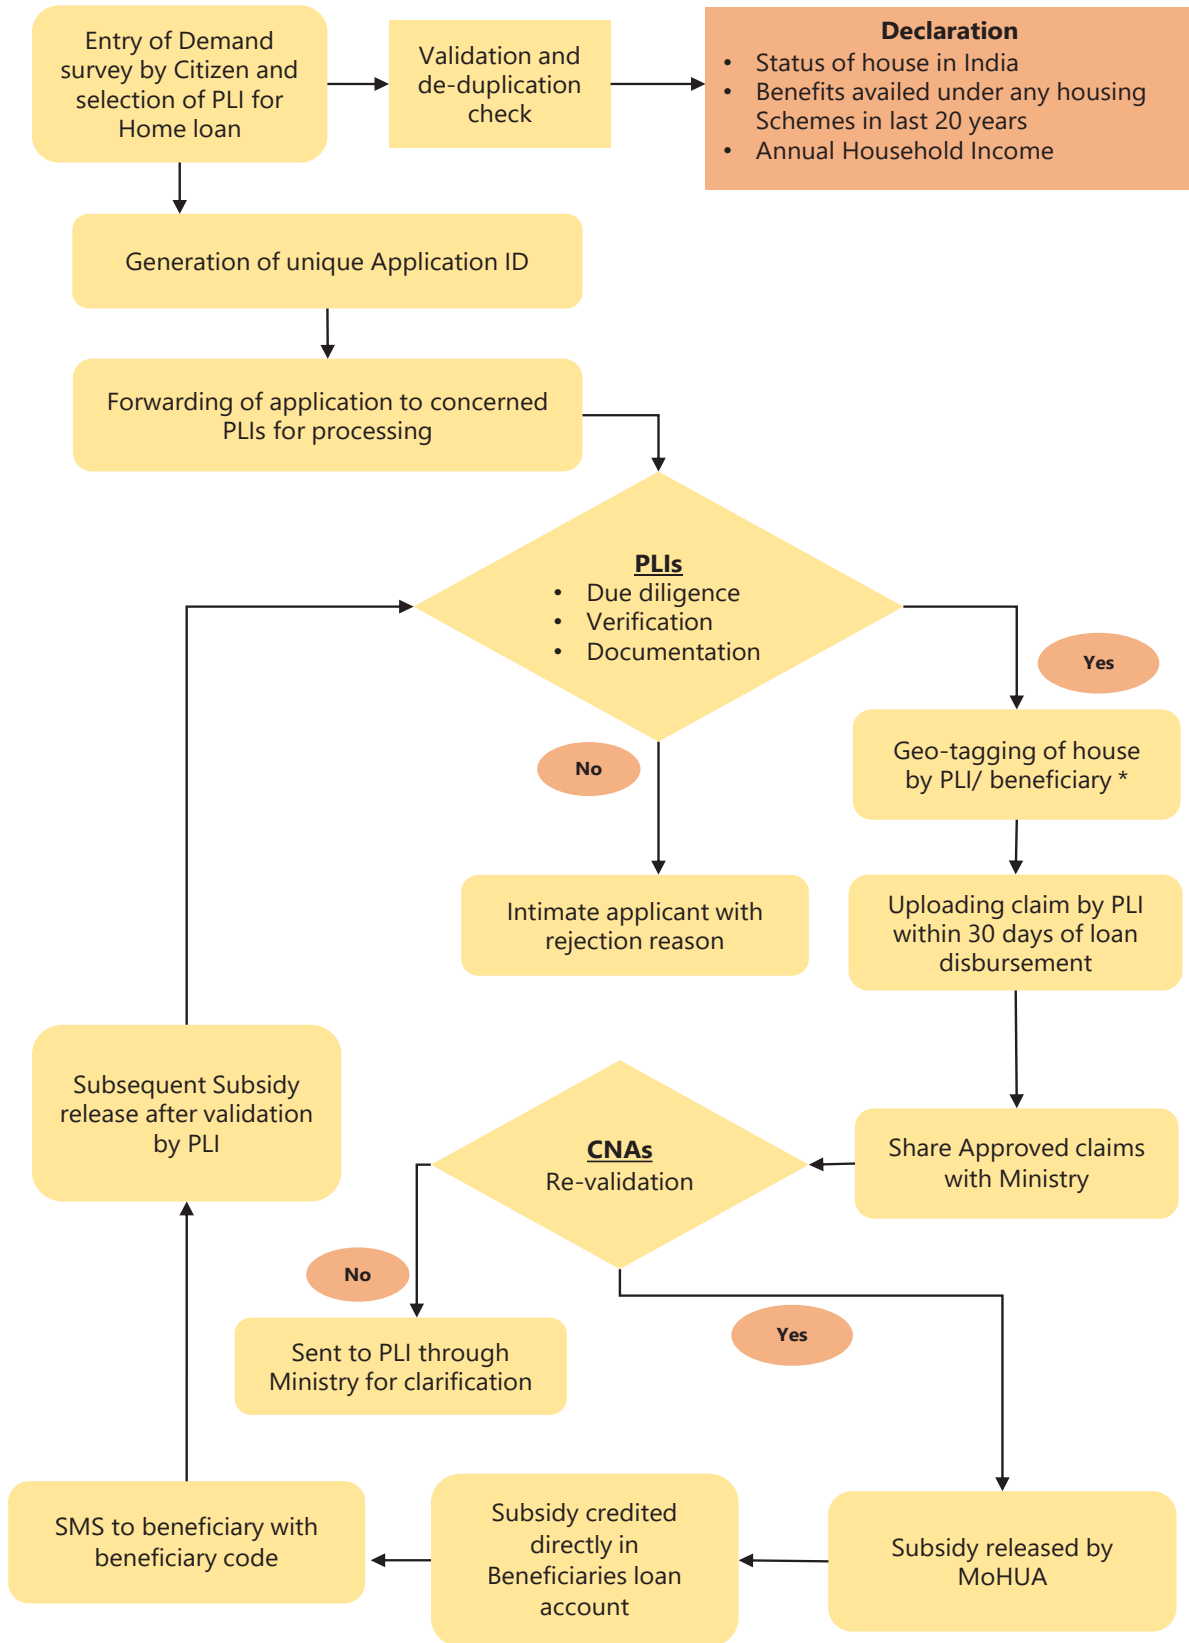 Entry of Demand
survey by Citizen and
selection of PLI for
Home loan
Validation and
de-duplication
check
Declaration
• Status of house in India
• Benefits availed under any housing
Schemes in last 20 years
• Annual Household Income
Generation of unique Application ID
Forwarding of application to concerned
PLIs for processing
PLIs
• Due diligence
• Verification
• Documentation
Yes
No
Geo-tagging of house
by PLI/ beneficiary *
Intimate applicant with
rejection reason
Uploading claim by PLI
within 30 days of loan
disbursement
Subsequent Subsidy
release after validation
by PLI
CNAs
Re-validation
Share Approved claims
with Ministry
No
Yes
Sent to PLI through
Ministry for clarification
SMS to beneficiary with
beneficiary code
Subsidy credited
directly in
Beneficiaries loan
account
Subsidy released by
MoHUA